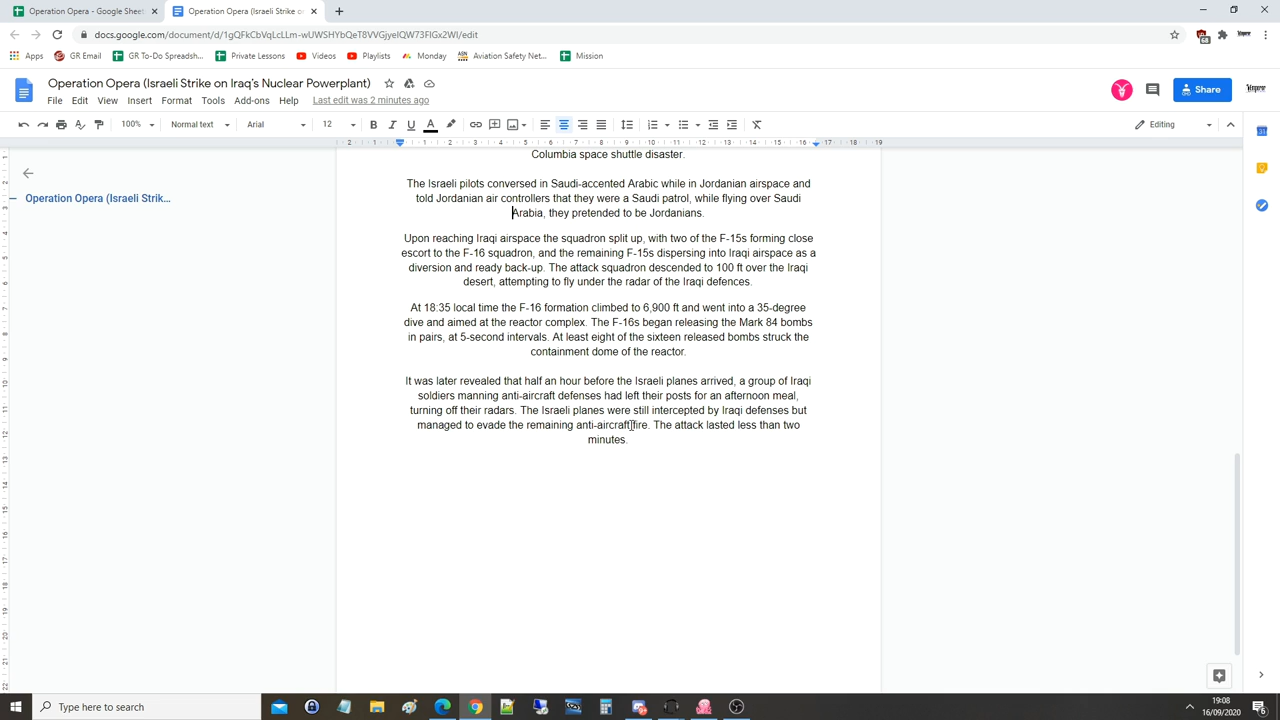 Operation Opera - Google Sheet
Operation Opera (Israeli Strike o
docs.google.com/document/d/1gQFkCbVqLcLLm-wUWSHYbQeT8VVGjyelQW73FIGx2WI/edit
Apps
GR Email
GR To-Do Spreadsh...
Private Lessons
Videos
Playlists
Monday
Aviation Safety Net...
Mission
Operation Opera (Israeli Strike on Iraq's Nuclear Powerplant)
File Edit View Insert Format Tools Add-ons Help Last edit was 2 minutes ago
Share
100% Normal text Arial 12 Editing
Operation Opera (Israeli Strik...
Columbia space shuttle disaster.
The Israeli pilots conversed in Saudi-accented Arabic while in Jordanian airspace and
told Jordanian air controllers that they were a Saudi patrol, while flying over Saudi
Arabia, they pretended to be Jordanians.
Upon reaching Iraqi airspace the squadron split up, with two of the F-15s forming close
escort to the F-16 squadron, and the remaining F-15s dispersing into Iraqi airspace as a
diversion and ready back-up. The attack squadron descended to 100 ft over the Iraqi
desert, attempting to fly under the radar of the Iraqi defences.
At 18:35 local time the F-16 formation climbed to 6,900 ft and went into a 35-degree
dive and aimed at the reactor complex. The F-16s began releasing the Mark 84 bombs
in pairs, at 5-second intervals. At least eight of the sixteen released bombs struck the
containment dome of the reactor.
It was later revealed that half an hour before the Israeli planes arrived, a group of Iraqi
soldiers manning anti-aircraft defenses had left their posts for an afternoon meal,
turning off their radars. The Israeli planes were still intercepted by Iraqi defenses but
managed to evade the remaining anti-aircraft fire. The attack lasted less than two
minutes.
Type here to search
19:08
16/09/2020